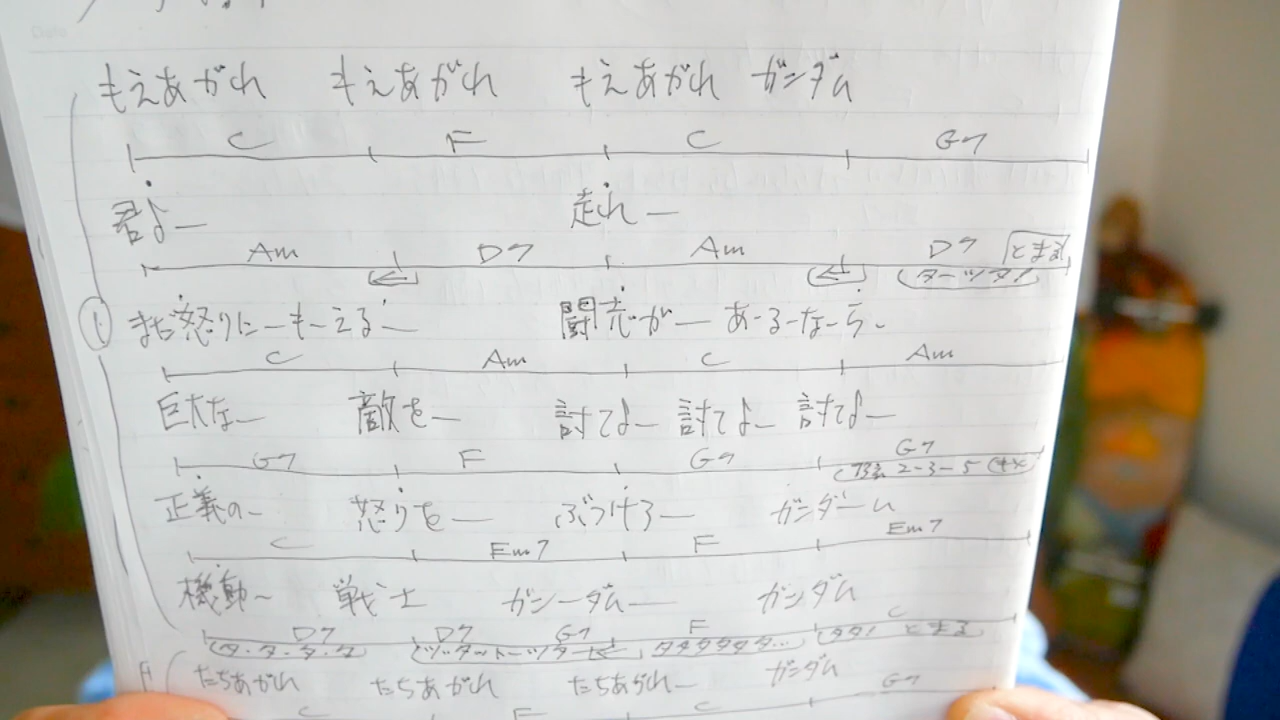 もえあがれ もえあがれ もえあがれ ガンダム
C F C G7
君よー 走れー
Am D7 Am D7 とまる
ターッタ!
① まだ怒りにーもーえるー 闘志がーあーるーなーらー
C Am C Am
巨大なー 敵をー 討てよー 討てよー 討てよー
G7 F G7 G7
2-3-5
正義のー 怒りをー ぶつけろー ガンダーム
C Em7 F Em7
機動ー 戦士 ガンーダムー ガンダム
D7 D7 G7 F C
タ・タ・タ・タ タタタタタタ… タタ! とまる
たちあがれ たちあがれ たちあがれー ガンダム
C F C G7